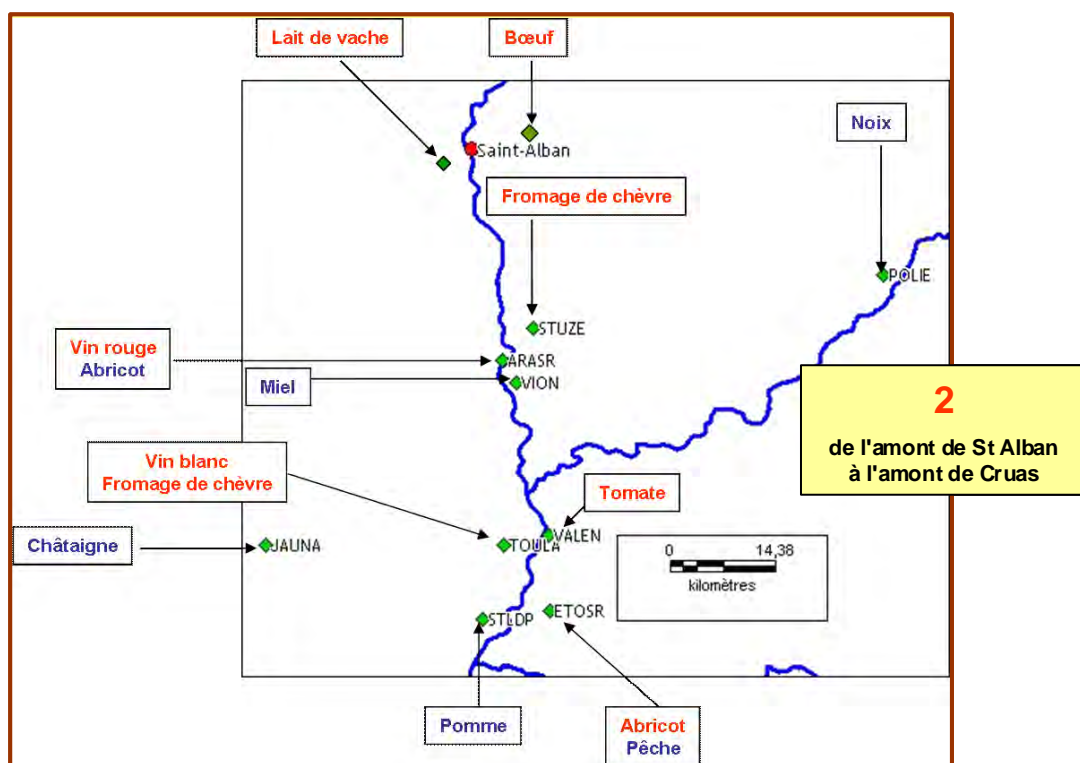 Lait de vache
Bœuf
Noix
Saint-Alban
Fromage de chèvre
POLIE
STUZE
Vin rouge
Abricot
ARASR
Miel
VION
2
de l'amont de St Alban
à l'amont de Cruas
Vin blanc
Fromage de chèvre
Tomate
Châtaigne
JAUNA
TOULA
VALEN
0 14,38
kilomètres
STLDP
ETOSR
Pomme
Abricot
Pêche